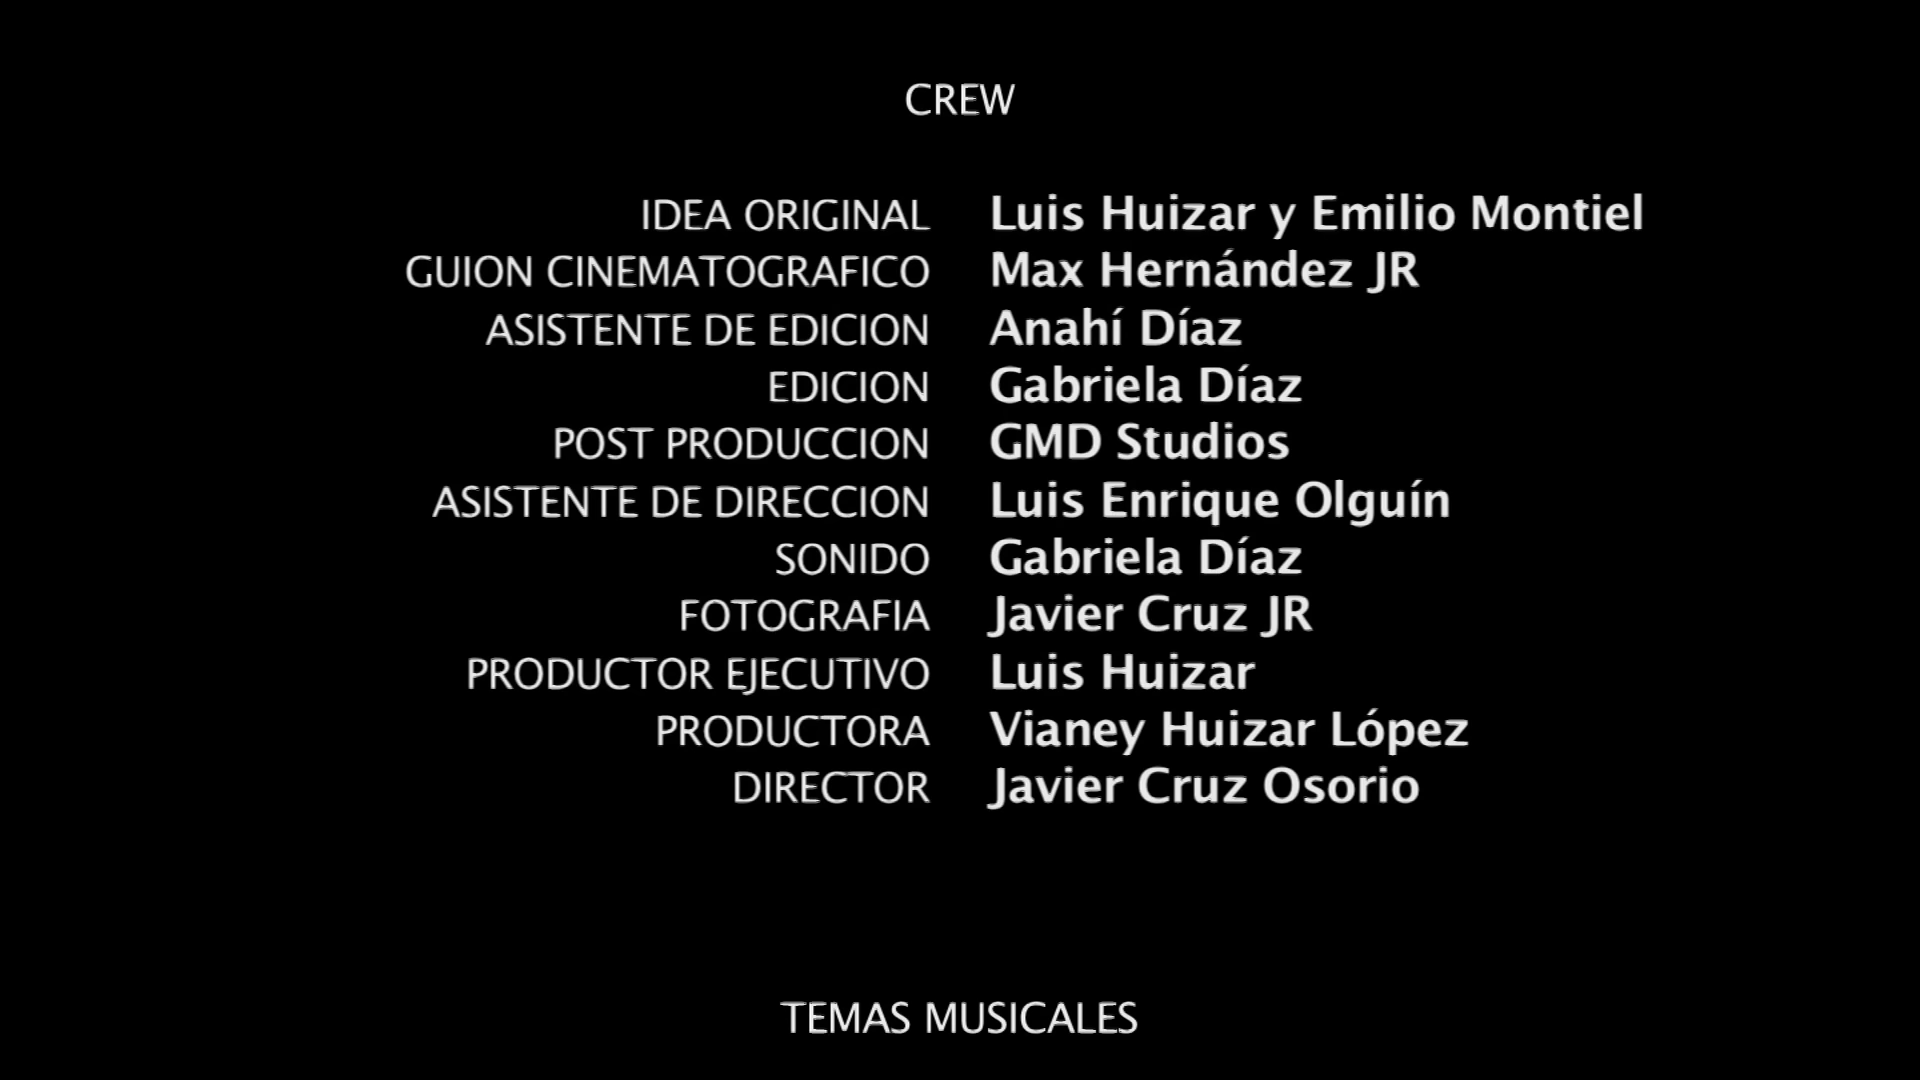 CREW
IDEA ORIGINAL Luis Huizar y Emilio Montiel
GUION CINEMATOGRAFICO Max Hernández JR
ASISTENTE DE EDICION Anahí Díaz
EDICION Gabriela Díaz
POST PRODUCCION GMD Studios
ASISTENTE DE DIRECCION Luis Enrique Olguín
SONIDO Gabriela Díaz
FOTOGRAFIA Javier Cruz JR
PRODUCTOR EJECUTIVO Luis Huizar
PRODUCTORA Vianey Huizar López
DIRECTOR Javier Cruz Osorio
TEMAS MUSICALES